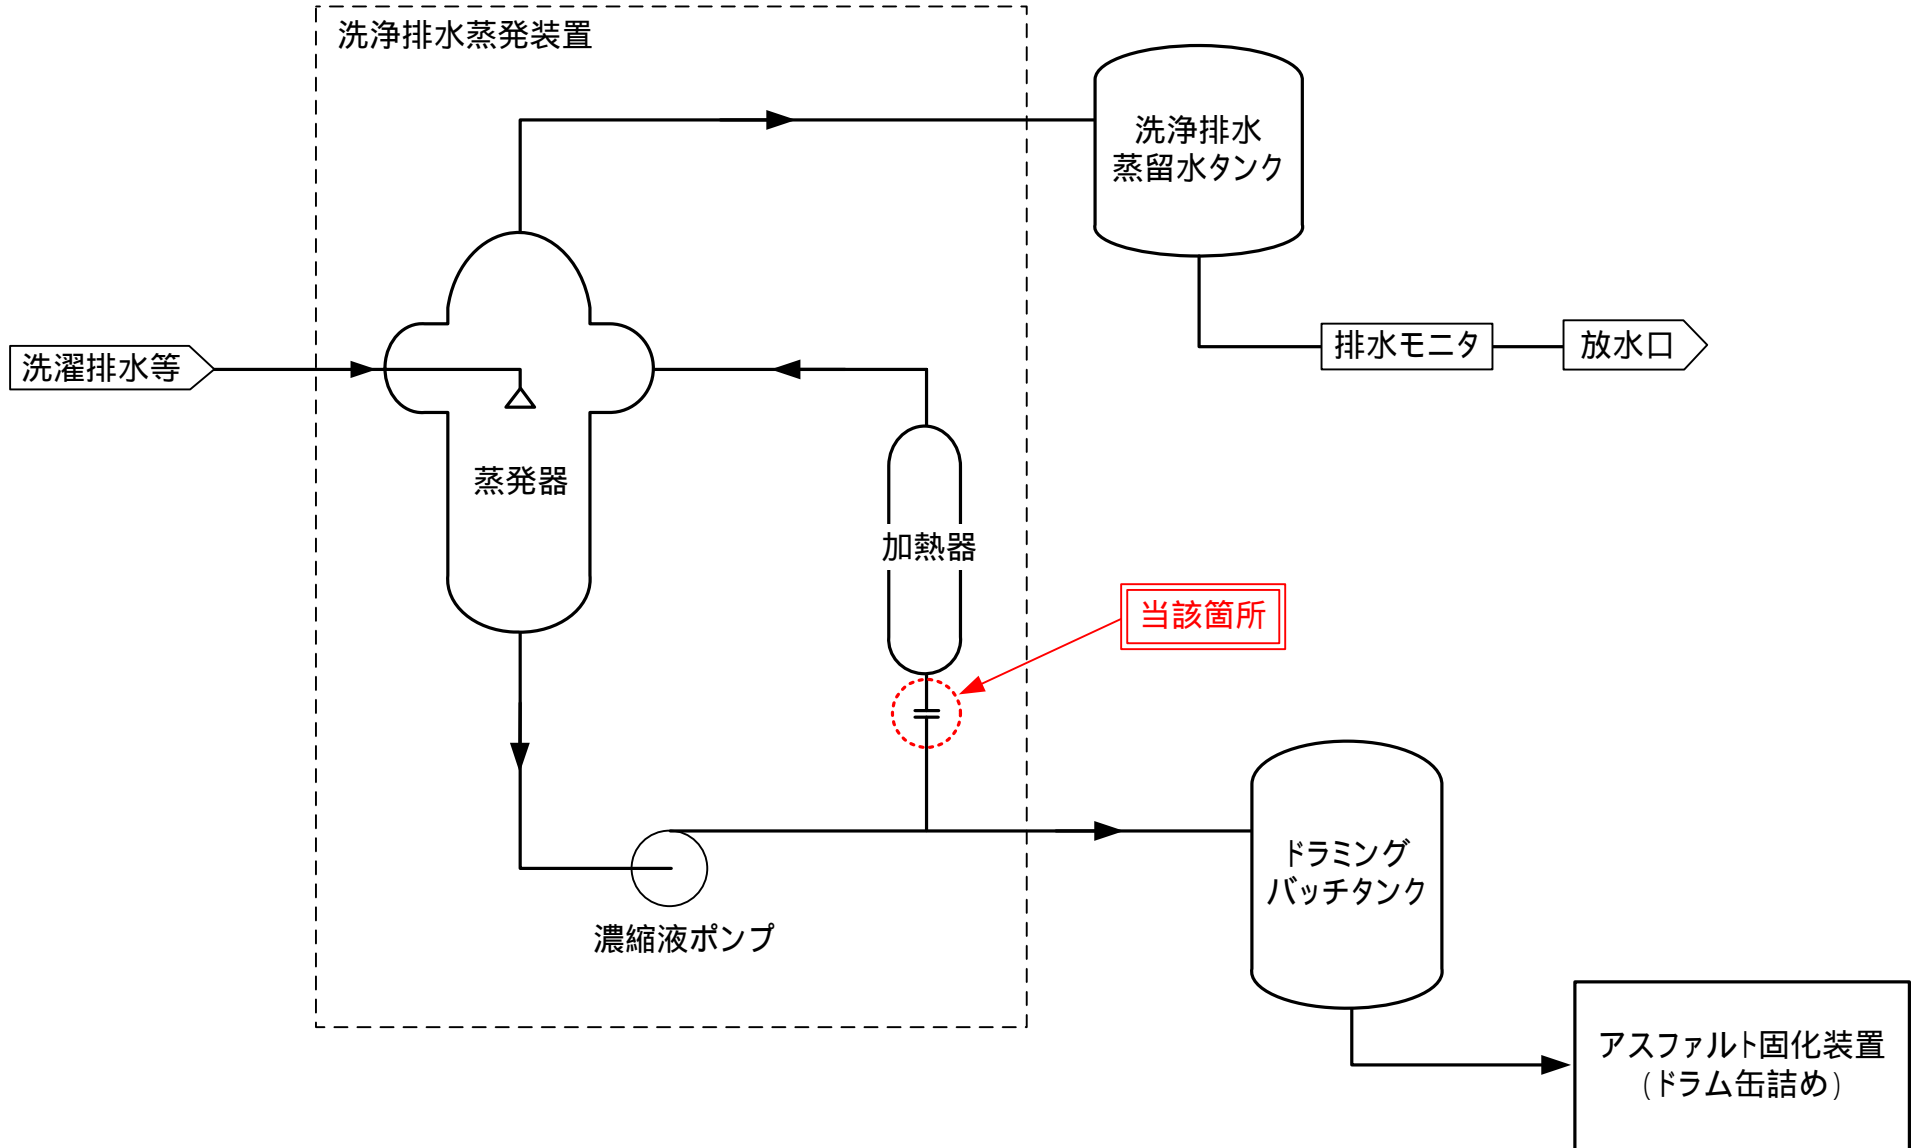 洗浄排水蒸発装置
洗浄排水
蒸留水タンク
排水モニタ
放水口
洗濯排水等
蒸発器
加熱器
当該箇所
ドラミング
バッチタンク
濃縮液ポンプ
アスファルト固化装置
(ドラム缶詰め)